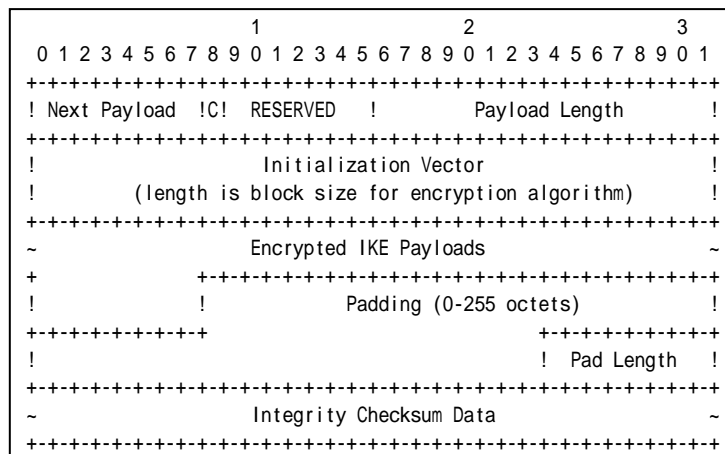 1                   2                   3
 0 1 2 3 4 5 6 7 8 9 0 1 2 3 4 5 6 7 8 9 0 1 2 3 4 5 6 7 8 9 0 1
+-+-+-+-+-+-+-+-+-+-+-+-+-+-+-+-+-+-+-+-+-+-+-+-+-+-+-+-+-+-+-+-+
! Next Payload  !C!  RESERVED   !         Payload Length        !
+-+-+-+-+-+-+-+-+-+-+-+-+-+-+-+-+-+-+-+-+-+-+-+-+-+-+-+-+-+-+-+-+
!                     Initialization Vector                     !
!         (length is block size for encryption algorithm)       !
+-+-+-+-+-+-+-+-+-+-+-+-+-+-+-+-+-+-+-+-+-+-+-+-+-+-+-+-+-+-+-+-+
~                    Encrypted IKE Payloads                     ~
+               +-+-+-+-+-+-+-+-+-+-+-+-+-+-+-+-+-+-+-+-+-+-+-+-+
!               !             Padding (0-255 octets)            !
+-+-+-+-+-+-+-+-+                               +-+-+-+-+-+-+-+-+
!                                               !  Pad Length   !
+-+-+-+-+-+-+-+-+-+-+-+-+-+-+-+-+-+-+-+-+-+-+-+-+-+-+-+-+-+-+-+-+
~                    Integrity Checksum Data                    ~
+-+-+-+-+-+-+-+-+-+-+-+-+-+-+-+-+-+-+-+-+-+-+-+-+-+-+-+-+-+-+-+-+